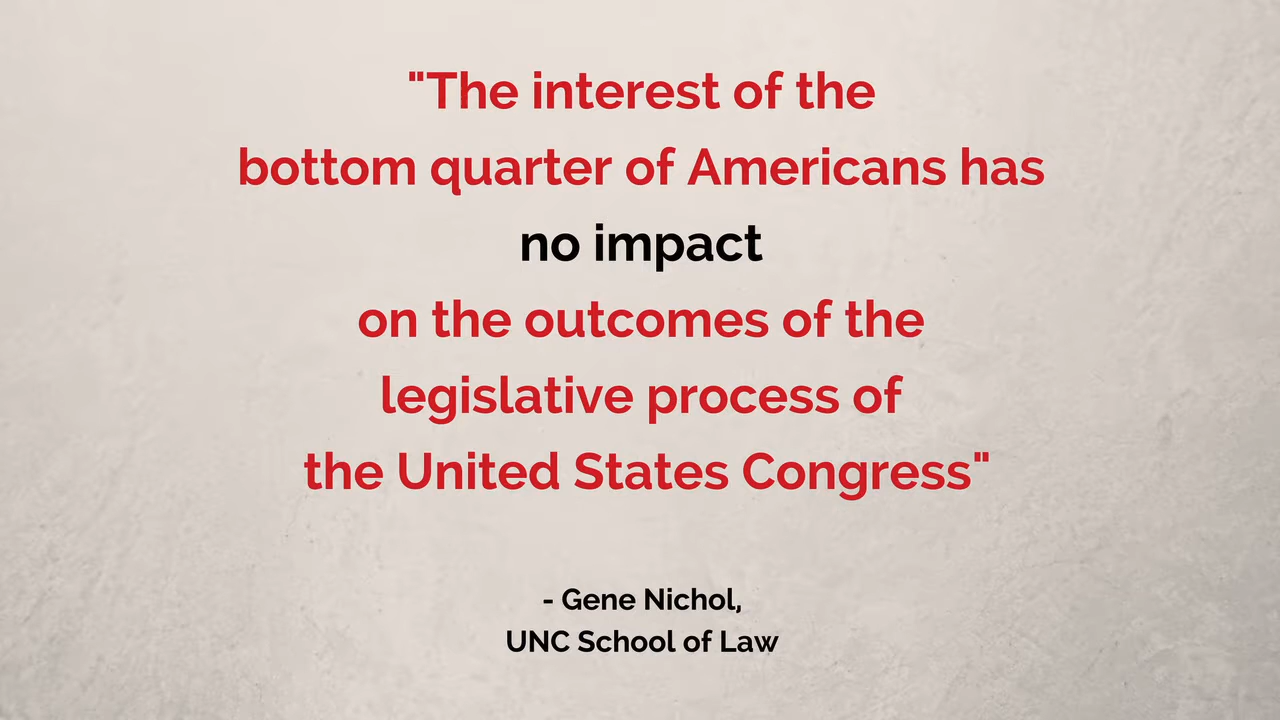 "The interest of the
bottom quarter of Americans has
no impact
on the outcomes of the
legislative process of
the United States Congress"
- Gene Nichol,
UNC School of Law